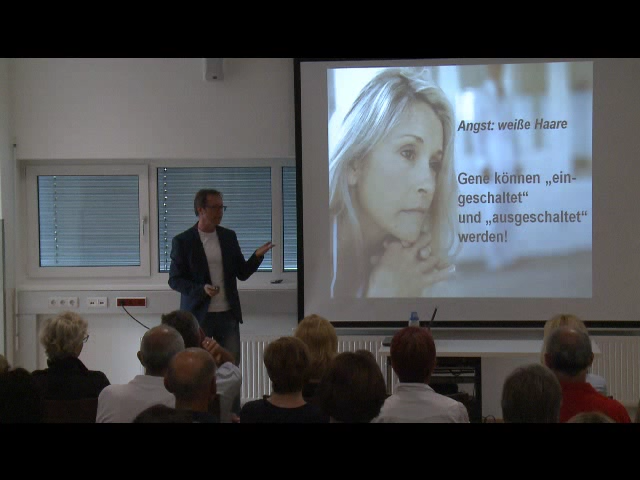 Angst: weiße Haare
Gene können „ein-
geschaltet“
und „ausgeschaltet“
werden!